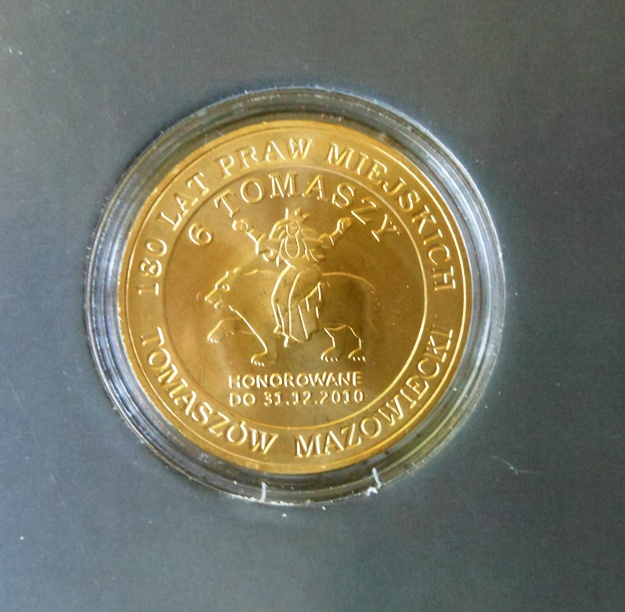 180 LAT PRAW MIEJSKICH
6 TOMASZY
HONOROWANE
DO 31.12.2010
TOMASZÓW MAZOWIECKI